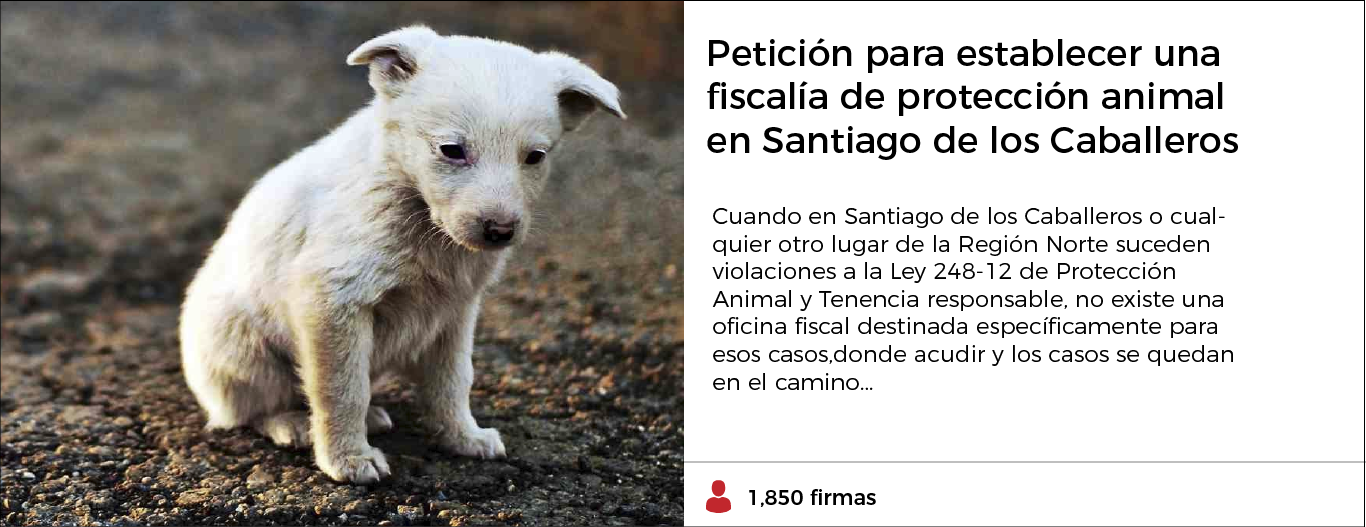 Petición para establecer una
fiscalía de protección animal
en Santiago de los Caballeros
Cuando en Santiago de los Caballeros o cual-
quier otro lugar de la Región Norte suceden
violaciones a la Ley 248-12 de Protección
Animal y Tenencia responsable, no existe una
oficina fiscal destinada específicamente para
esos casos,donde acudir y los casos se quedan
en el camino...
1,850 firmas